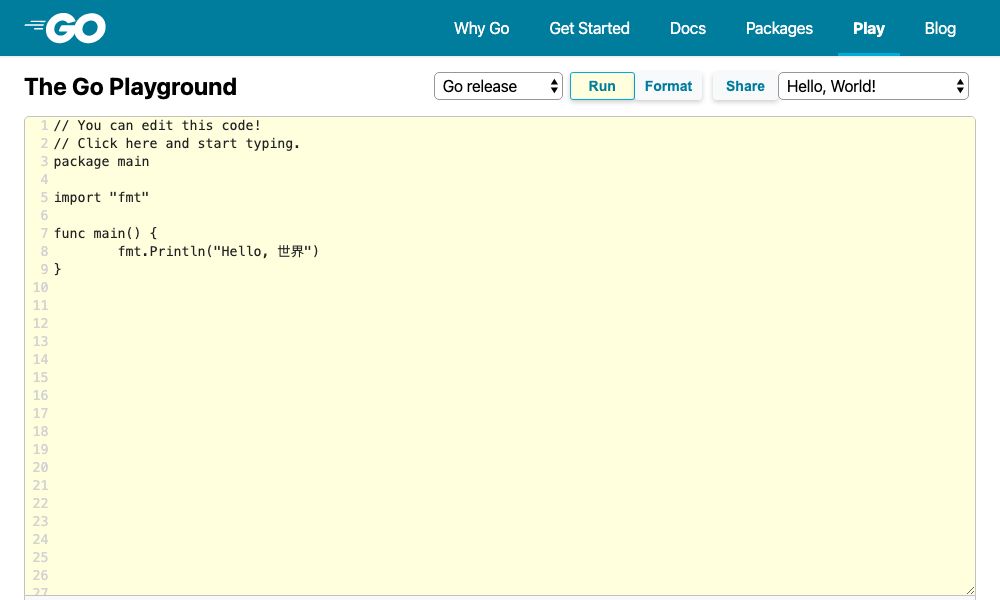 GO
Why Go Get Started Docs Packages Play Blog
The Go Playground
Go release Run Format Share Hello, World!
1 // You can edit this code!
2 // Click here and start typing.
3 package main
4
5 import "fmt"
6
7 func main() {
8 	fmt.Println("Hello, 世界")
9 }
10
11
12
13
14
15
16
17
18
19
20
21
22
23
24
25
26
27